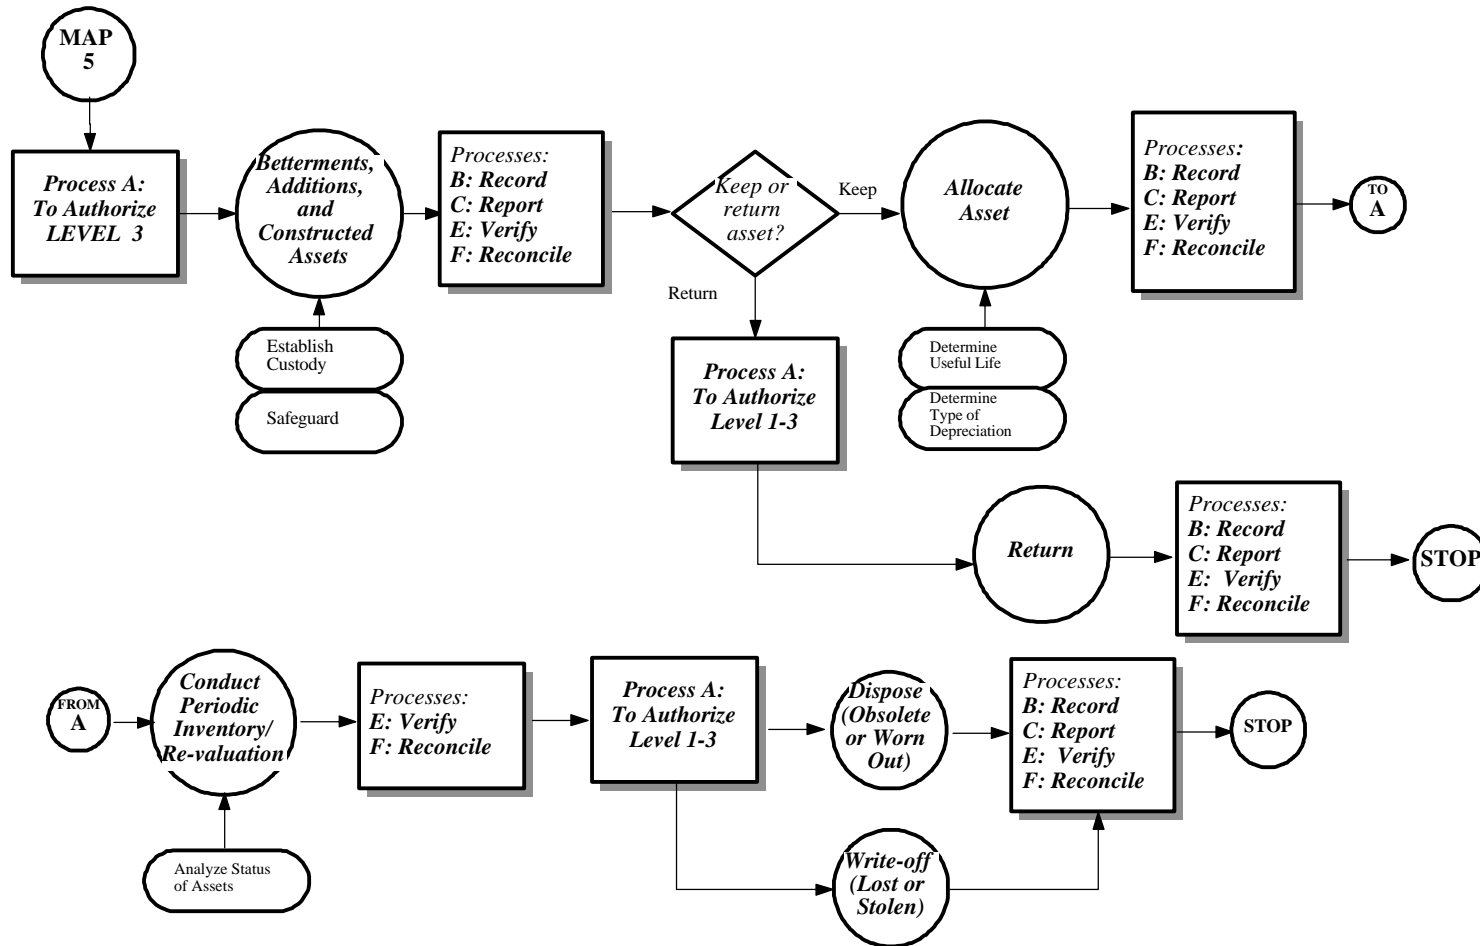 MAP
5
Process A:
To Authorize
LEVEL 3
Betterments,
Additions,
and
Constructed
Assets
Establish
Custody
Safeguard
Processes:
B: Record
C: Report
E: Verify
F: Reconcile
Keep or
return
asset?
Keep
Return
Allocate
Asset
Determine
Useful Life
Determine
Type of
Depreciation
Processes:
B: Record
C: Report
E: Verify
F: Reconcile
TO
A
Process A:
To Authorize
Level 1-3
Return
Processes:
B: Record
C: Report
E: Verify
F: Reconcile
STOP
FROM
A
Conduct
Periodic
Inventory/
Re-valuation
Analyze Status
of Assets
Processes:
E: Verify
F: Reconcile
Process A:
To Authorize
Level 1-3
Dispose
(Obsolete
or Worn
Out)
Write-off
(Lost or
Stolen)
Processes:
B: Record
C: Report
E: Verify
F: Reconcile
STOP